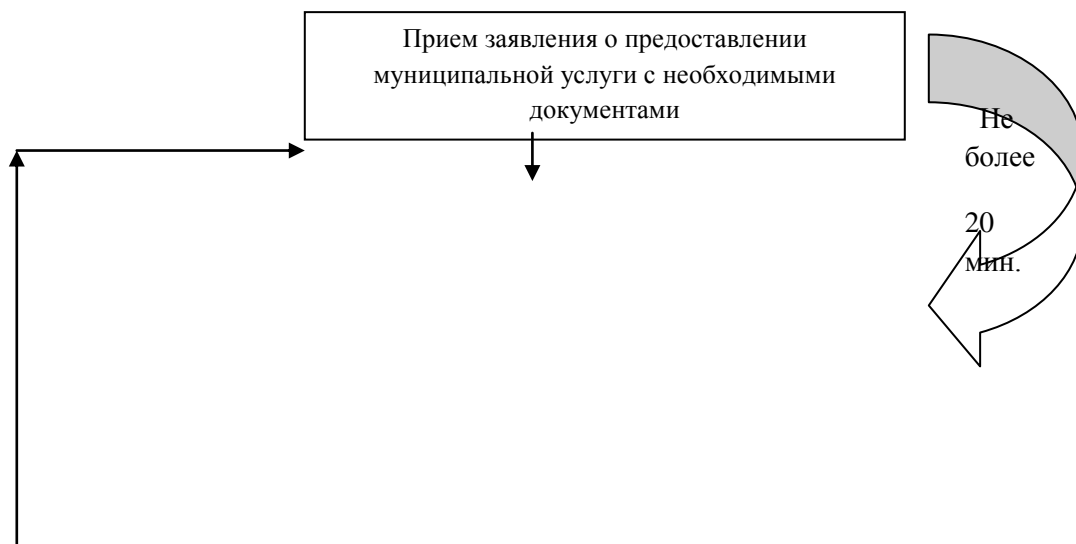 Прием заявления о предоставлении
муниципальной услуги с необходимыми
документами
Не
более
20
мин.